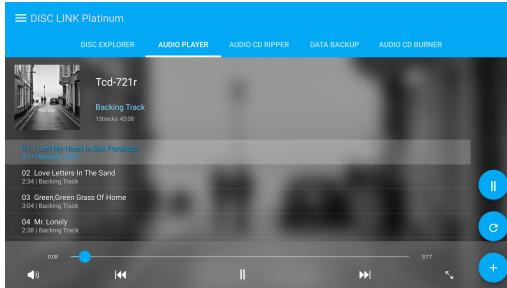 DISC LINK Platinum
DISC EXPLORER AUDIO PLAYER AUDIO CD RIPPER DATA BACKUP AUDIO CD BURNER
Tcd-721r
Backing Track
15tracks 43:08
01 I Left My Heart In San Francisco
3:17 | Backing Track
02 Love Letters In The Sand
2:34 | Backing Track
03 Green,Green Grass Of Home
3:04 | Backing Track
04 Mr. Lonely
2:38 | Backing Track
0:08 3:17